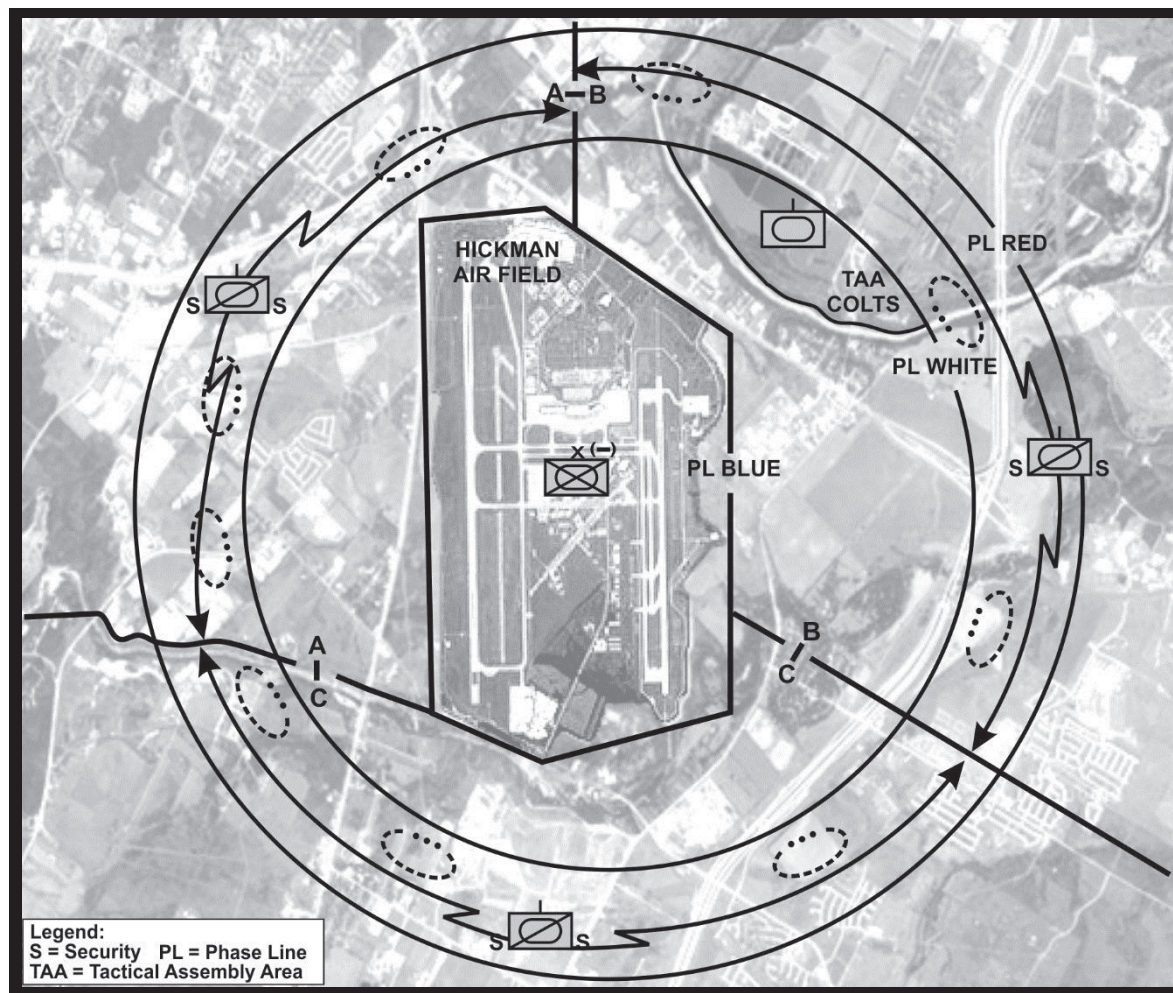 A B
HICKMAN
AIR FIELD
PL RED
TAA
COLTS
S S
PL WHITE
x (-)
PL BLUE
S S
A
C
B
C
S S
Legend:
S = Security PL = Phase Line
TAA = Tactical Assembly Area